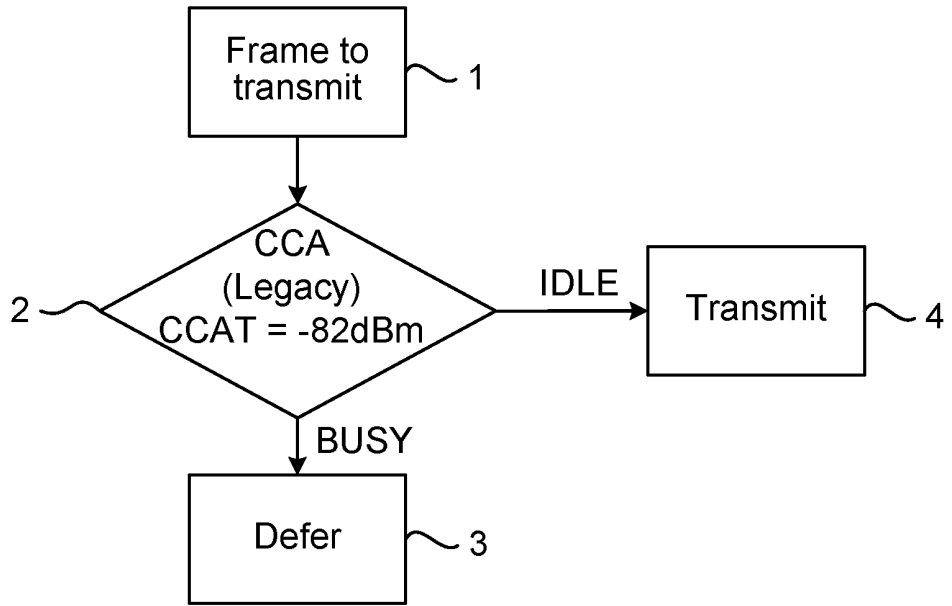 Frame to
transmit
1
CCA
(Legacy)
CCAT = -82dBm
2
IDLE
Transmit
4
BUSY
Defer
3